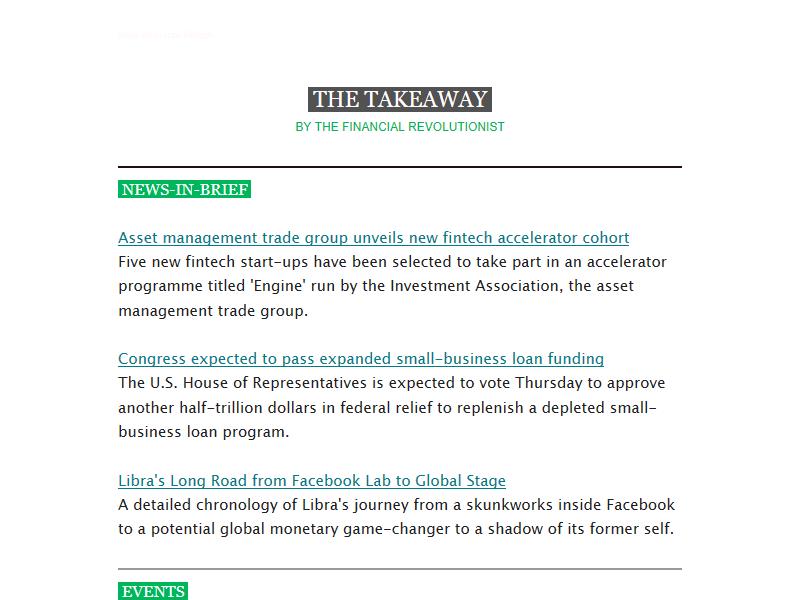 THE TAKEAWAY
BY THE FINANCIAL REVOLUTIONIST
NEWS-IN-BRIEF
Asset management trade group unveils new fintech accelerator cohort
Five new fintech start-ups have been selected to take part in an accelerator
programme titled 'Engine' run by the Investment Association, the asset
management trade group.
Congress expected to pass expanded small-business loan funding
The U.S. House of Representatives is expected to vote Thursday to approve
another half-trillion dollars in federal relief to replenish a depleted small-
business loan program.
Libra's Long Road from Facebook Lab to Global Stage
A detailed chronology of Libra's journey from a skunkworks inside Facebook
to a potential global monetary game-changer to a shadow of its former self.
EVENTS